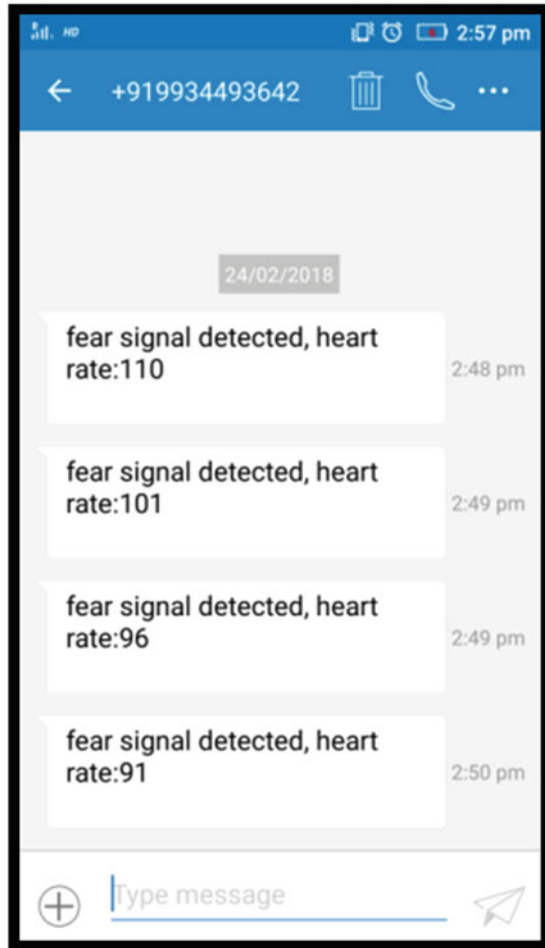 HD 2:57 pm
+919934493642
24/02/2018
fear signal detected, heart
rate:110
2:48 pm
fear signal detected, heart
rate:101
2:49 pm
fear signal detected, heart
rate:96
2:49 pm
fear signal detected, heart
rate:91
2:50 pm
Type message